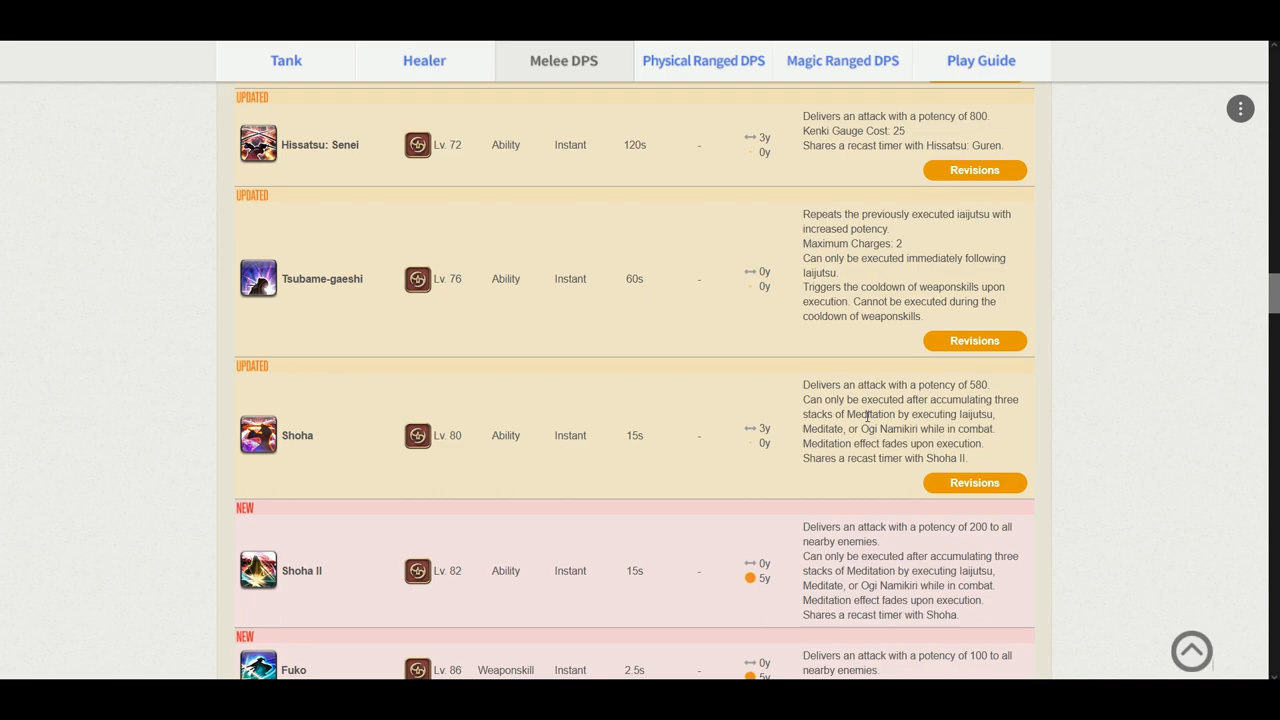 Tank
Healer
Melee DPS
Physical Ranged DPS
Magic Ranged DPS
Play Guide
UPDATED
Hissatsu: Senei
Lv. 72
Ability
Instant
120s
-
3y
0y
Delivers an attack with a potency of 800.
Kenki Gauge Cost: 25
Shares a recast timer with Hissatsu: Guren.
Revisions
UPDATED
Tsubame-gaeshi
Lv. 76
Ability
Instant
60s
-
0y
0y
Repeats the previously executed iaijutsu with
increased potency.
Maximum Charges: 2
Can only be executed immediately following
Iaijutsu.
Triggers the cooldown of weaponskills upon
execution. Cannot be executed during the
cooldown of weaponskills.
Revisions
UPDATED
Shoha
Lv. 80
Ability
Instant
15s
-
3y
0y
Delivers an attack with a potency of 580.
Can only be executed after accumulating three
stacks of Meditation by executing Iaijutsu,
Meditate, or Ogi Namikiri while in combat.
Meditation effect fades upon execution.
Shares a recast timer with Shoha II.
Revisions
NEW
Shoha II
Lv. 82
Ability
Instant
15s
-
0y
5y
Delivers an attack with a potency of 200 to all
nearby enemies.
Can only be executed after accumulating three
stacks of Meditation by executing Iaijutsu,
Meditate, or Ogi Namikiri while in combat.
Meditation effect fades upon execution.
Shares a recast timer with Shoha.
NEW
Fuko
Lv. 86
Weaponskill
Instant
2.5s
-
0y
5y
Delivers an attack with a potency of 100 to all
nearby enemies.